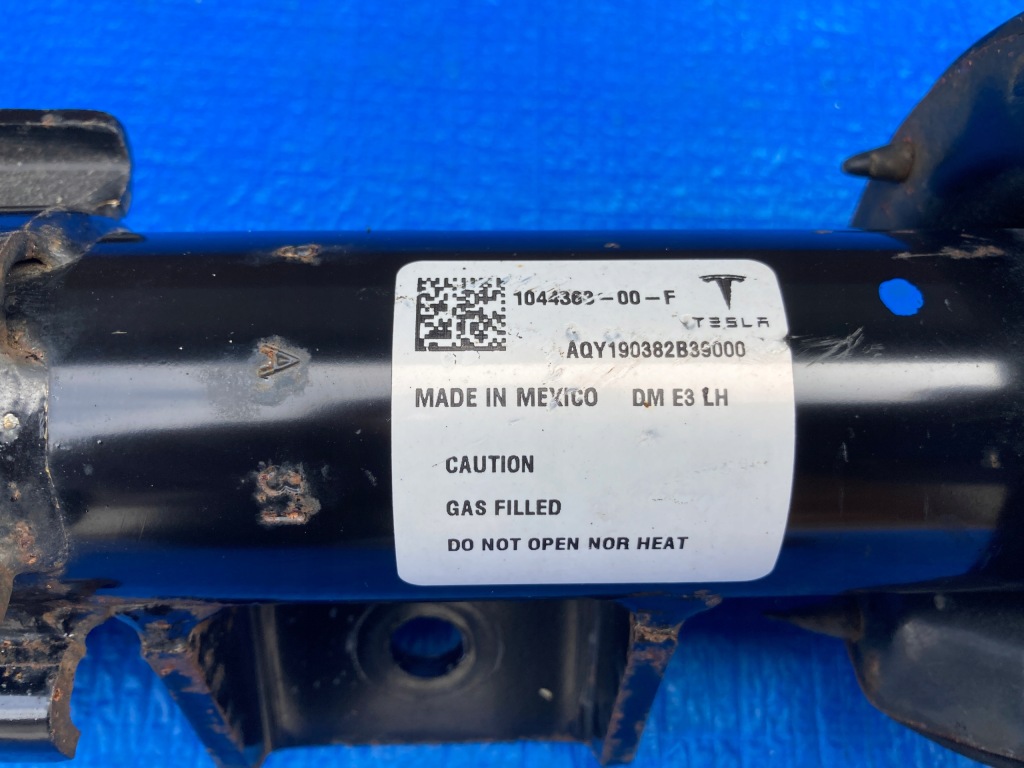 1044363-00-F
TESLA
AQY190382B39000
MADE IN MEXICO DM E3 LH
CAUTION
GAS FILLED
DO NOT OPEN NOR HEAT
A